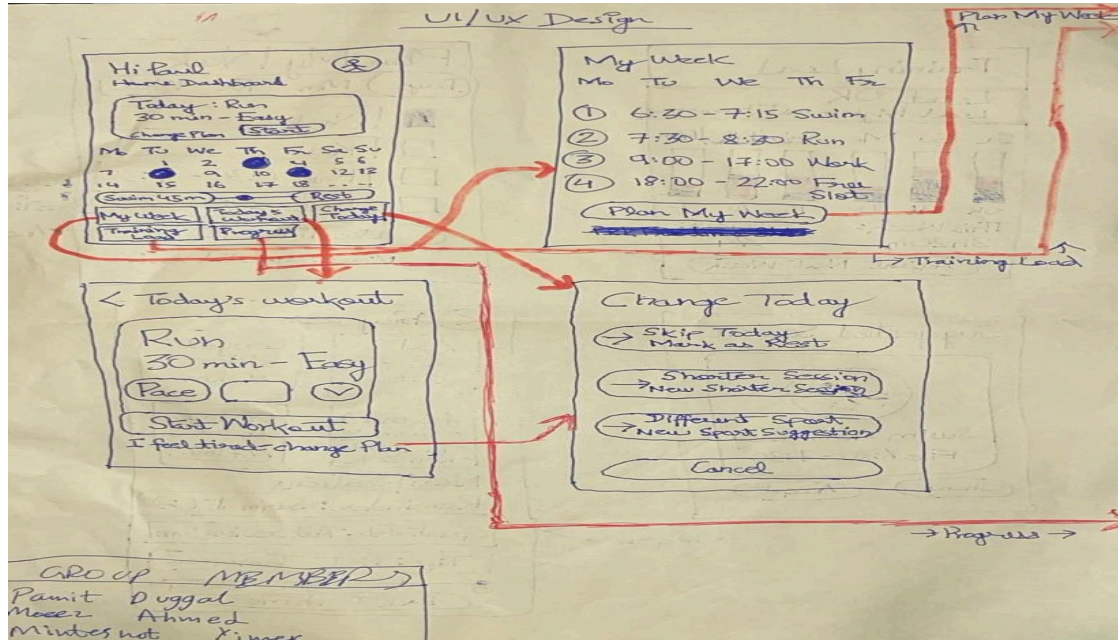 UI/UX Design
Plan My Week
Hi Paul
Home Dashboard
Today: Run
30 min - Easy
Change Plan Start
Mo Tu We Th Fr Sa Su
1 2 4 5 6
7 9 10 12 13
14 15 16 17 18 ....
Swim 45m Rest
My Week
Today's Workout
Change Today
Training Load
Progress
My Week
Mo Tu We Th Fr
1 6:30 - 7:15 Swim
2 7:30 - 8:30 Run
3 9:00 - 17:00 Work
4 18:00 - 22:00 Free
Slot
Plan My Week
→ Training Load
< Today's workout
Run
30 min - Easy
Pace
Start Workout
I feel tired - change Plan
Change Today
→ Skip Today
Mark as Rest
Shorter Session
→ New Shorter Session
Different Sport
→ New Sport Suggestion
Cancel
→ Progress →
GROUP MEMBERS
Pamit Duggal
Moeez Ahmed
Mintesnot